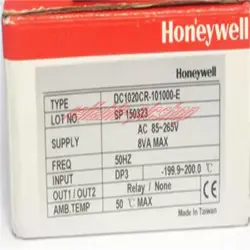 Honeywell
Honeywell
TYPE DC1020CR-101000-E
LOT NO SP 150323
SUPPLY AC 85~265V
8VA MAX
FREQ 50HZ
INPUT DP3 -199.9~200.0 °C
OUT1 / OUT2 Relay / None
AMB.TEMP 50 °C MAX
Made in Taiwan